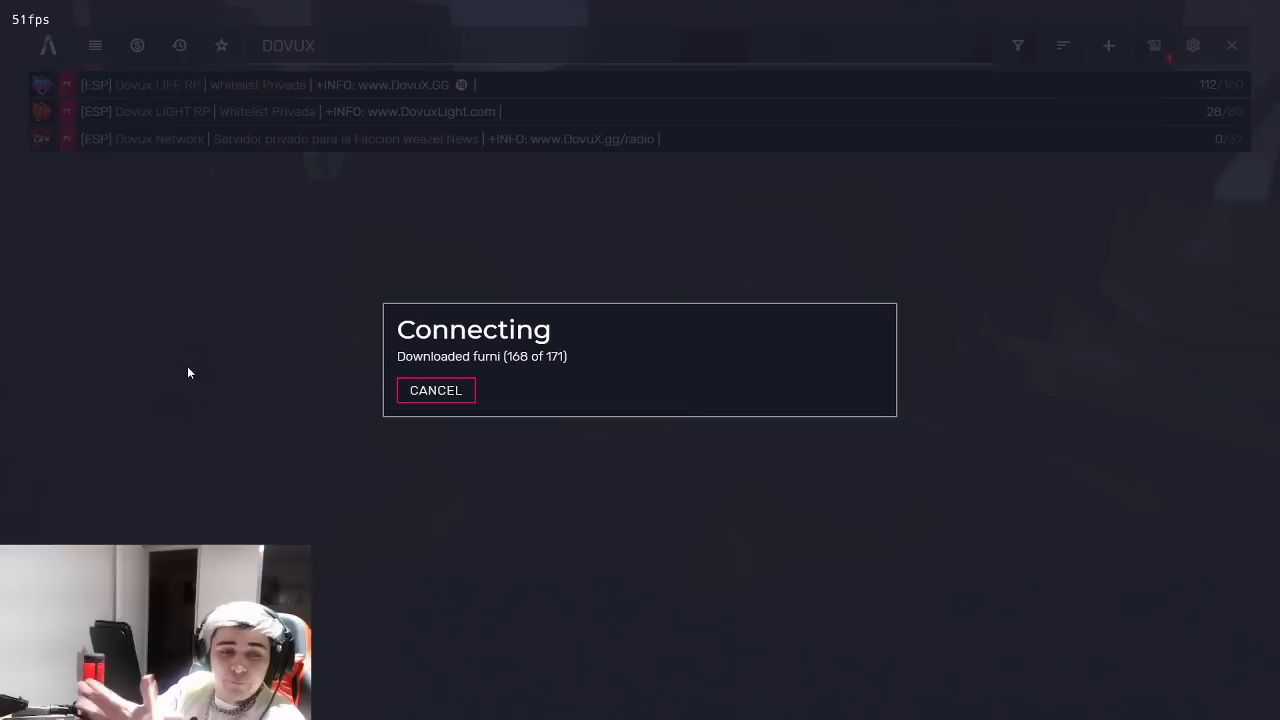 51fps
DOVUX
[ESP] Dovux LIFE RP | Whitelist Privada | +INFO: www.DovuX.GG 🔞 |
112/160
[ESP] Dovux LIGHT RP | Whitelist Privada | +INFO: www.DovuxLight.com |
28/80
[ESP] Dovux Network | Servidor privado para la Faccion Weazel News | +INFO: www.DovuX.gg/radio |
0/32
1
Connecting
Downloaded furni (168 of 171)
CANCEL